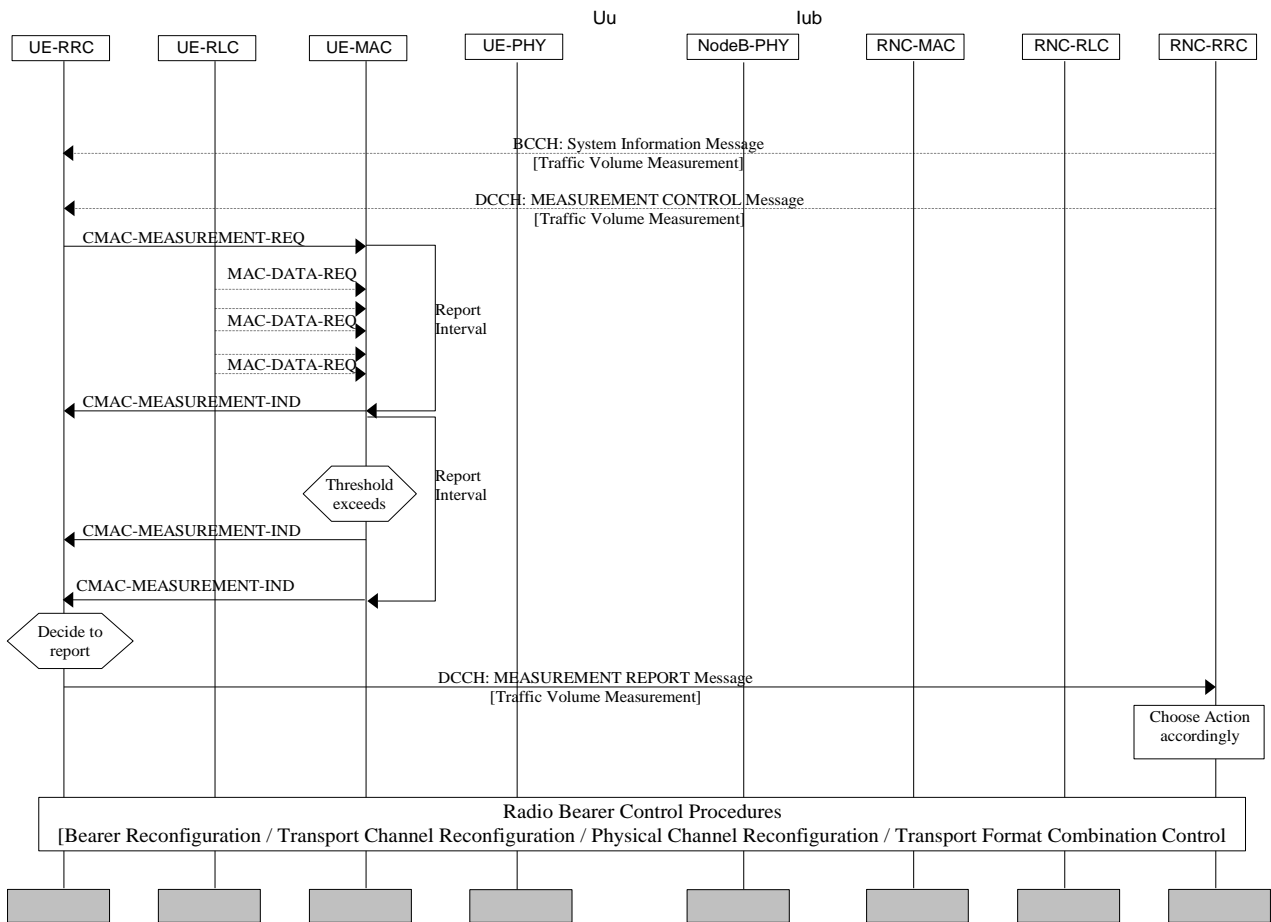 Uu Iub
UE-RRC UE-RLC UE-MAC UE-PHY NodeB-PHY RNC-MAC RNC-RLC RNC-RRC
BCCH: System Information Message
[Traffic Volume Measurement]
DCCH: MEASUREMENT CONTROL Message
[Traffic Volume Measurement]
CMAC-MEASUREMENT-REQ
MAC-DATA-REQ
Report
Interval
MAC-DATA-REQ
MAC-DATA-REQ
CMAC-MEASUREMENT-IND
Report
Interval
Threshold
exceeds
CMAC-MEASUREMENT-IND
CMAC-MEASUREMENT-IND
Decide to
report
DCCH: MEASUREMENT REPORT Message
[Traffic Volume Measurement]
Choose Action
accordingly
Radio Bearer Control Procedures
[Bearer Reconfiguration / Transport Channel Reconfiguration / Physical Channel Reconfiguration / Transport Format Combination Control